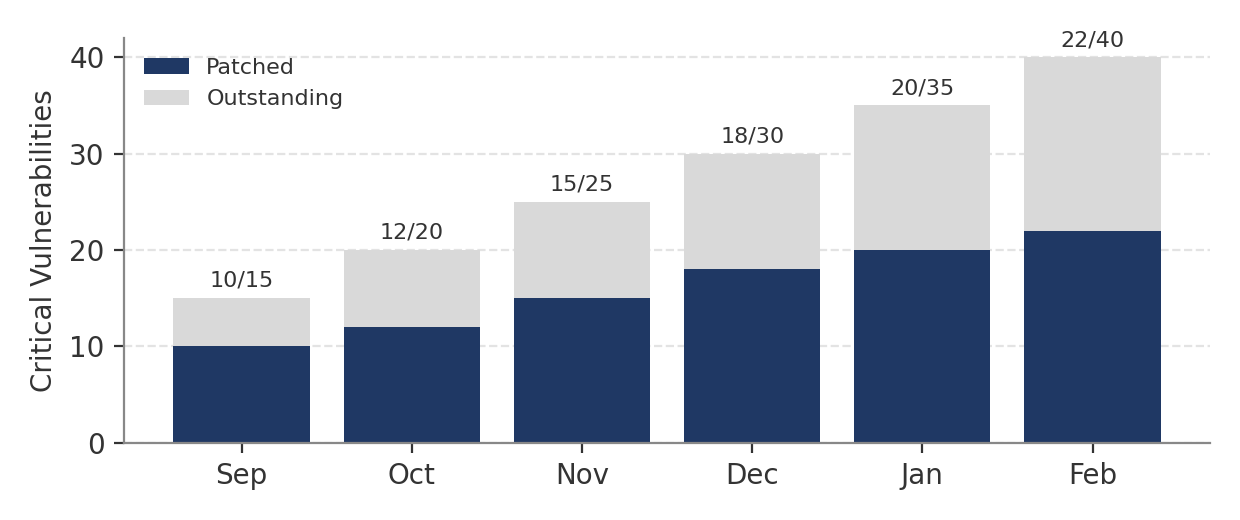 22/40
40
Patched
20/35
Outstanding
18/30
30
15/25
12/20
20
10/15
10
0
Critical Vulnerabilities
Sep Oct Nov Dec Jan Feb